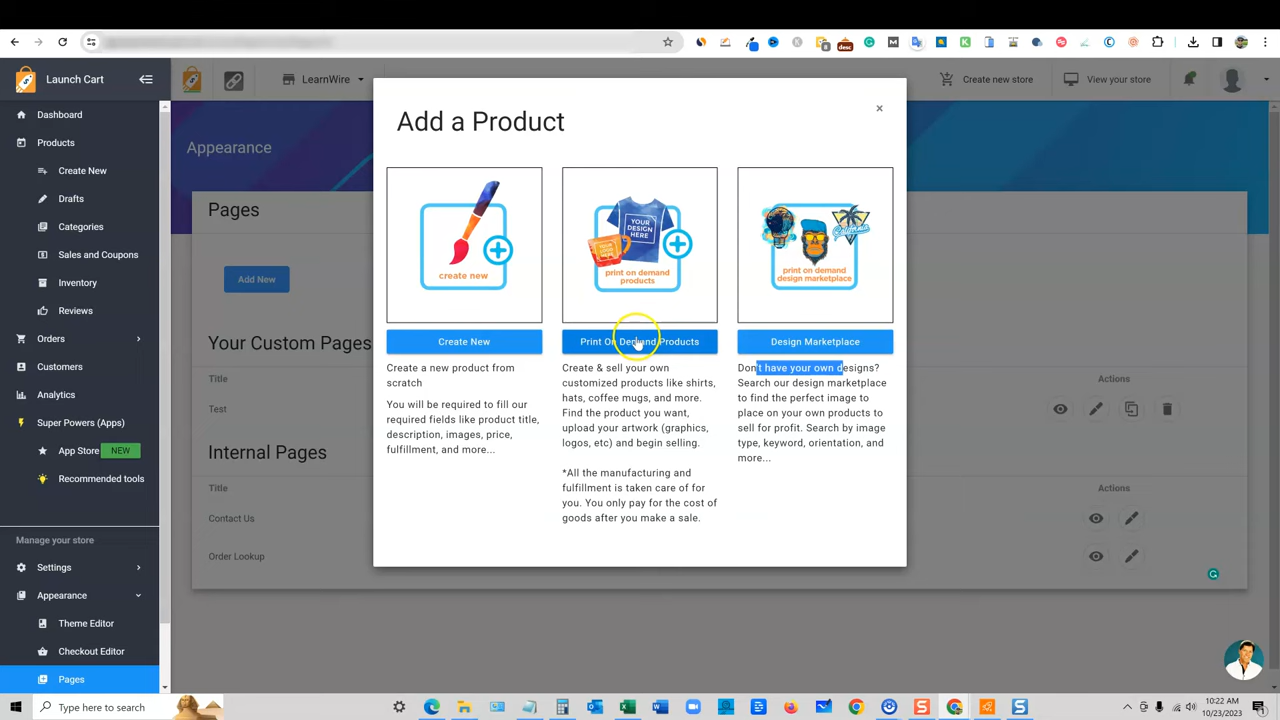 Launch Cart
LearnWire
Create new store
View your store
Dashboard
Products
Create New
Drafts
Categories
Sales and Coupons
Inventory
Reviews
Orders
Customers
Analytics
Super Powers (Apps)
App Store NEW
Recommended tools
Manage your store
Settings
Appearance
Theme Editor
Checkout Editor
Pages
Appearance
Pages
Add New
Your Custom Pages
Title
Actions
Test
Internal Pages
Title
Actions
Contact Us
Order Lookup
Add a Product
×
create new
YOUR
DESIGN
HERE
print on demand
products
California
print on demand
design marketplace
Create New
Print On Demand Products
Design Marketplace
Create a new product from
scratch
You will be required to fill our
required fields like product title,
description, images, price,
fulfillment, and more...
Create & sell your own
customized products like shirts,
hats, coffee mugs, and more.
Find the product you want,
upload your artwork (graphics,
logos, etc) and begin selling.
*All the manufacturing and
fulfillment is taken care of for
you. You only pay for the cost of
goods after you make a sale.
Don't have your own designs?
Search our design marketplace
to find the perfect image to
place on your own products to
sell for profit. Search by image
type, keyword, orientation, and
more...
Type here to search
10:22 AM
10/23/2023